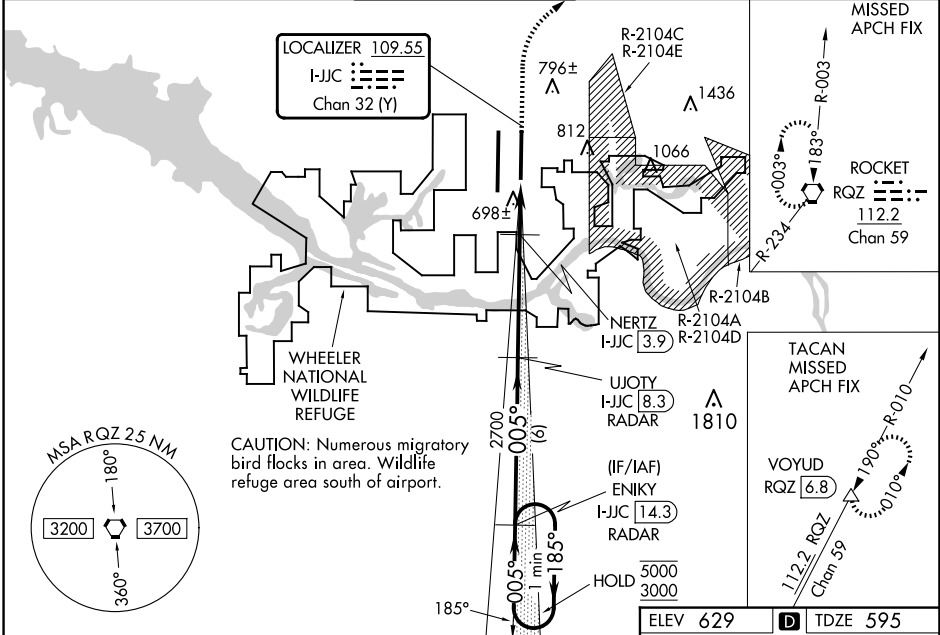 LOCALIZER 109.55
I-JJC
Chan 32 (Y)
R-2104C
R-2104E
796±
1436
812
1066
698±
MISSED
APCH FIX
R-003
003°
183°
ROCKET
RQZ
112.2
Chan 59
R-234
R-2104B
R-2104A
R-2104D
NERTZ
I-JJC 3.9
WHEELER
NATIONAL
WILDLIFE
REFUGE
UJOTY
I-JJC 8.3
RADAR
1810
2700
005°
(6)
CAUTION: Numerous migratory
bird flocks in area. Wildlife
refuge area south of airport.
TACAN
MISSED
APCH FIX
R-010
190°
010°
VOYUD
RQZ 6.8
112.2 RQZ
Chan 59
MSA RQZ 25 NM
180°
3200
3700
360°
(IF/IAF)
ENIKY
I-JJC 14.3
RADAR
005°
1 min
185°
HOLD 5000
3000
185°
ELEV 629 D TDZE 595